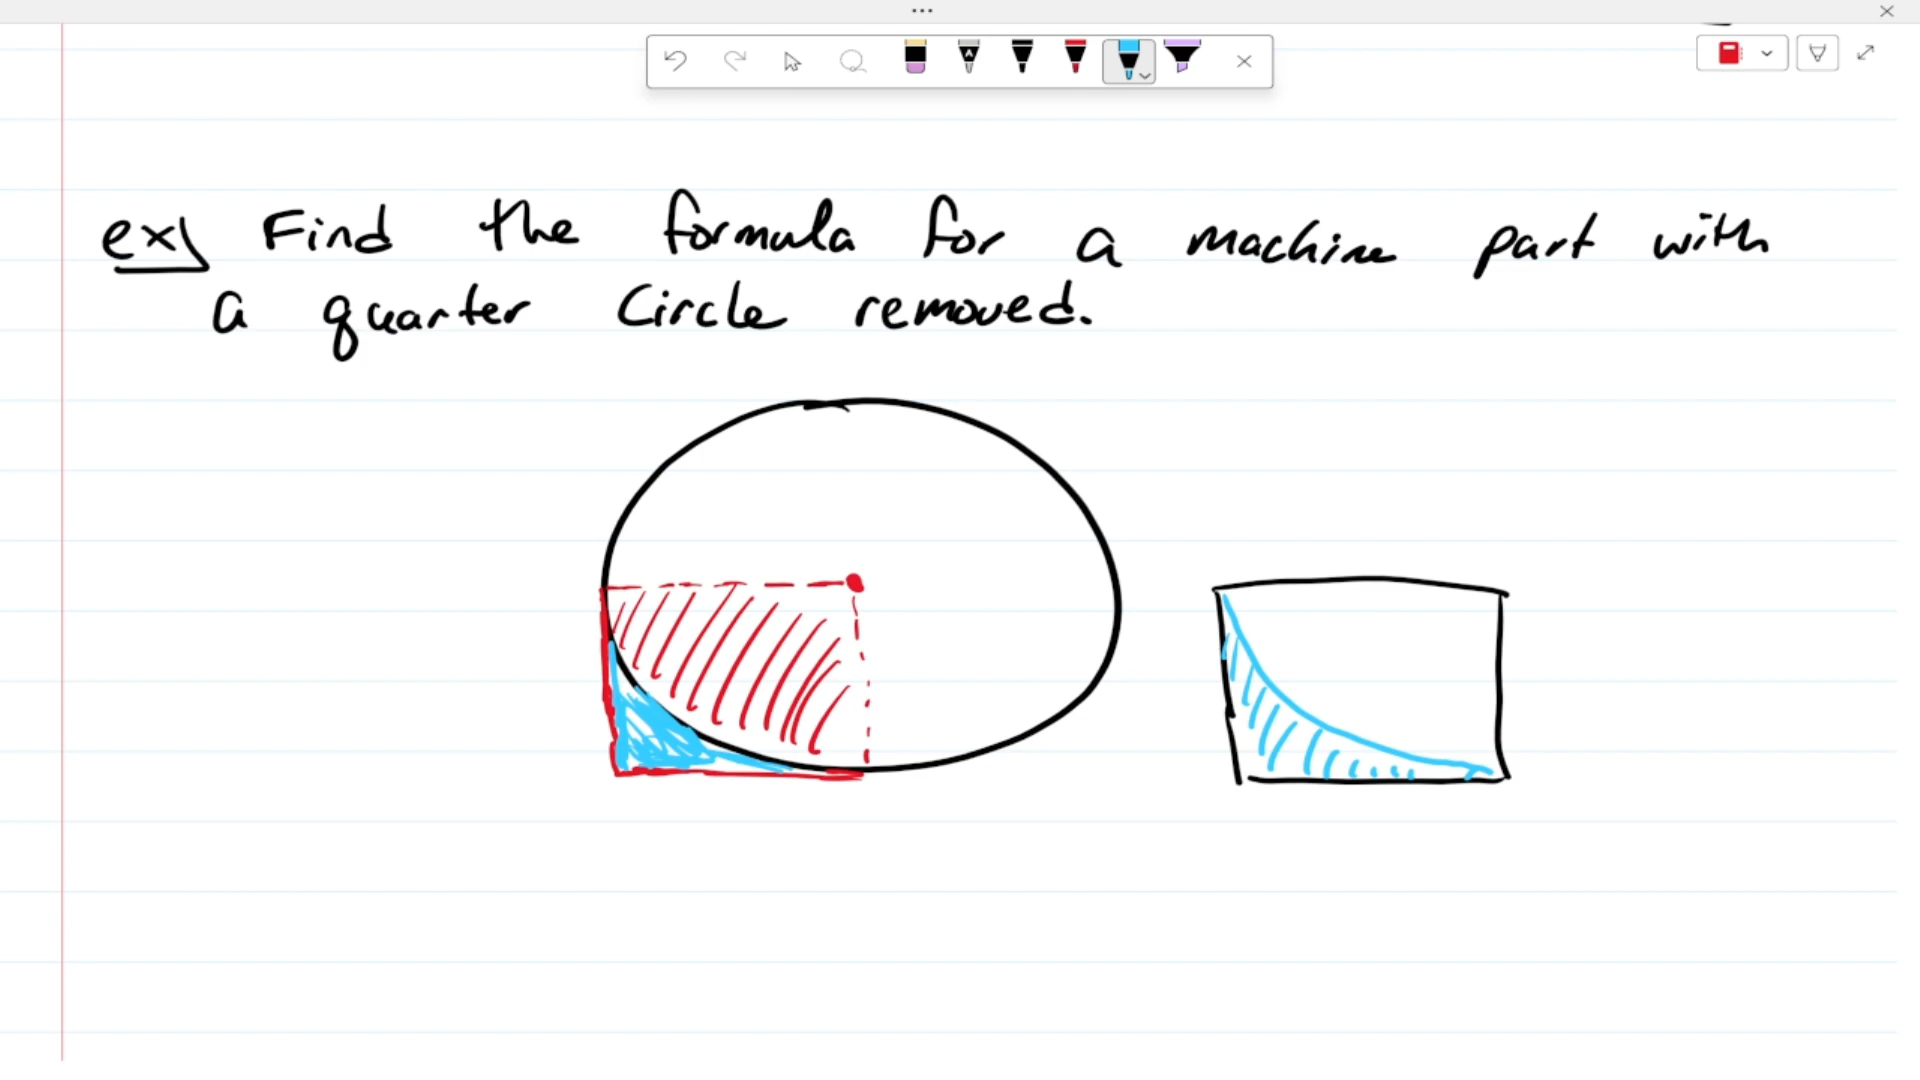 ex) Find the formula for a machine part with
a quarter circle removed.